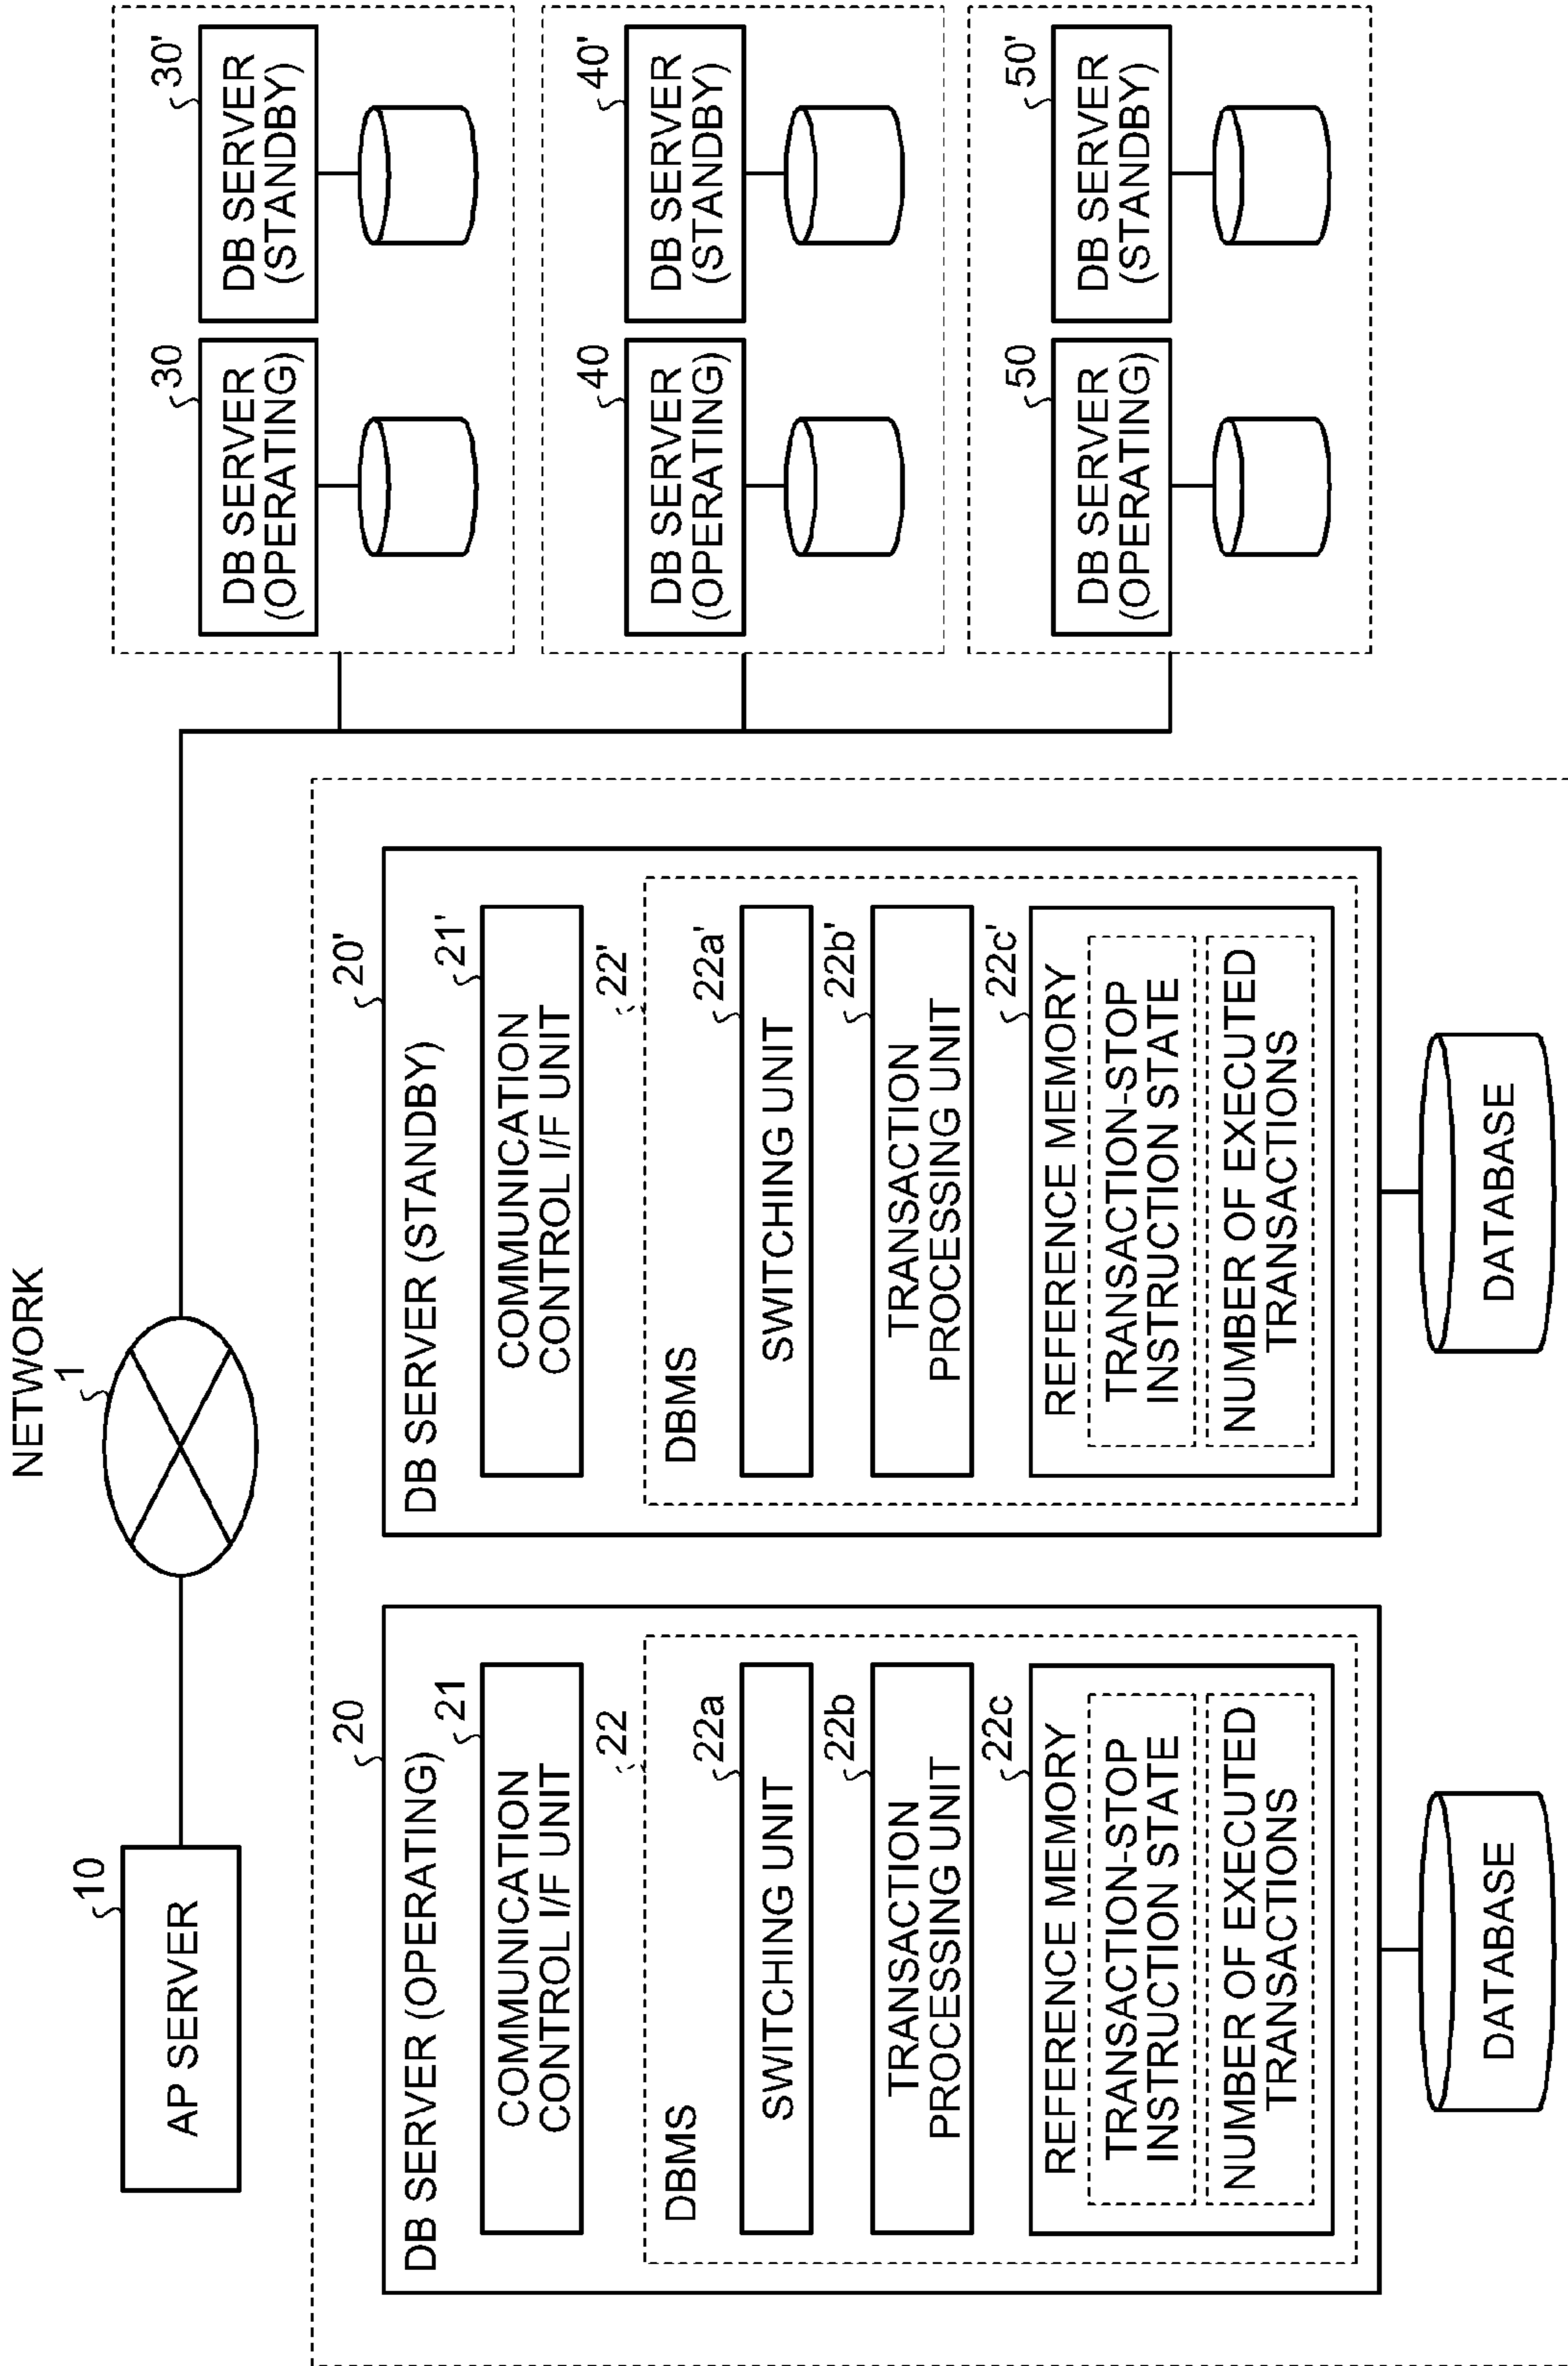 NETWORK
1
10
AP SERVER
20
DB SERVER (OPERATING)
21
COMMUNICATION
CONTROL I/F UNIT
22
DBMS
22a
SWITCHING UNIT
22b
TRANSACTION
PROCESSING UNIT
22c
REFERENCE MEMORY
TRANSACTION-STOP
INSTRUCTION STATE
NUMBER OF EXECUTED
TRANSACTIONS
DATABASE
20'
DB SERVER (STANDBY)
21'
COMMUNICATION
CONTROL I/F UNIT
22'
DBMS
22a'
SWITCHING UNIT
22b'
TRANSACTION
PROCESSING UNIT
22c'
REFERENCE MEMORY
TRANSACTION-STOP
INSTRUCTION STATE
NUMBER OF EXECUTED
TRANSACTIONS
DATABASE
30
DB SERVER
(OPERATING)
30'
DB SERVER
(STANDBY)
40
DB SERVER
(OPERATING)
40'
DB SERVER
(STANDBY)
50
DB SERVER
(OPERATING)
50'
DB SERVER
(STANDBY)